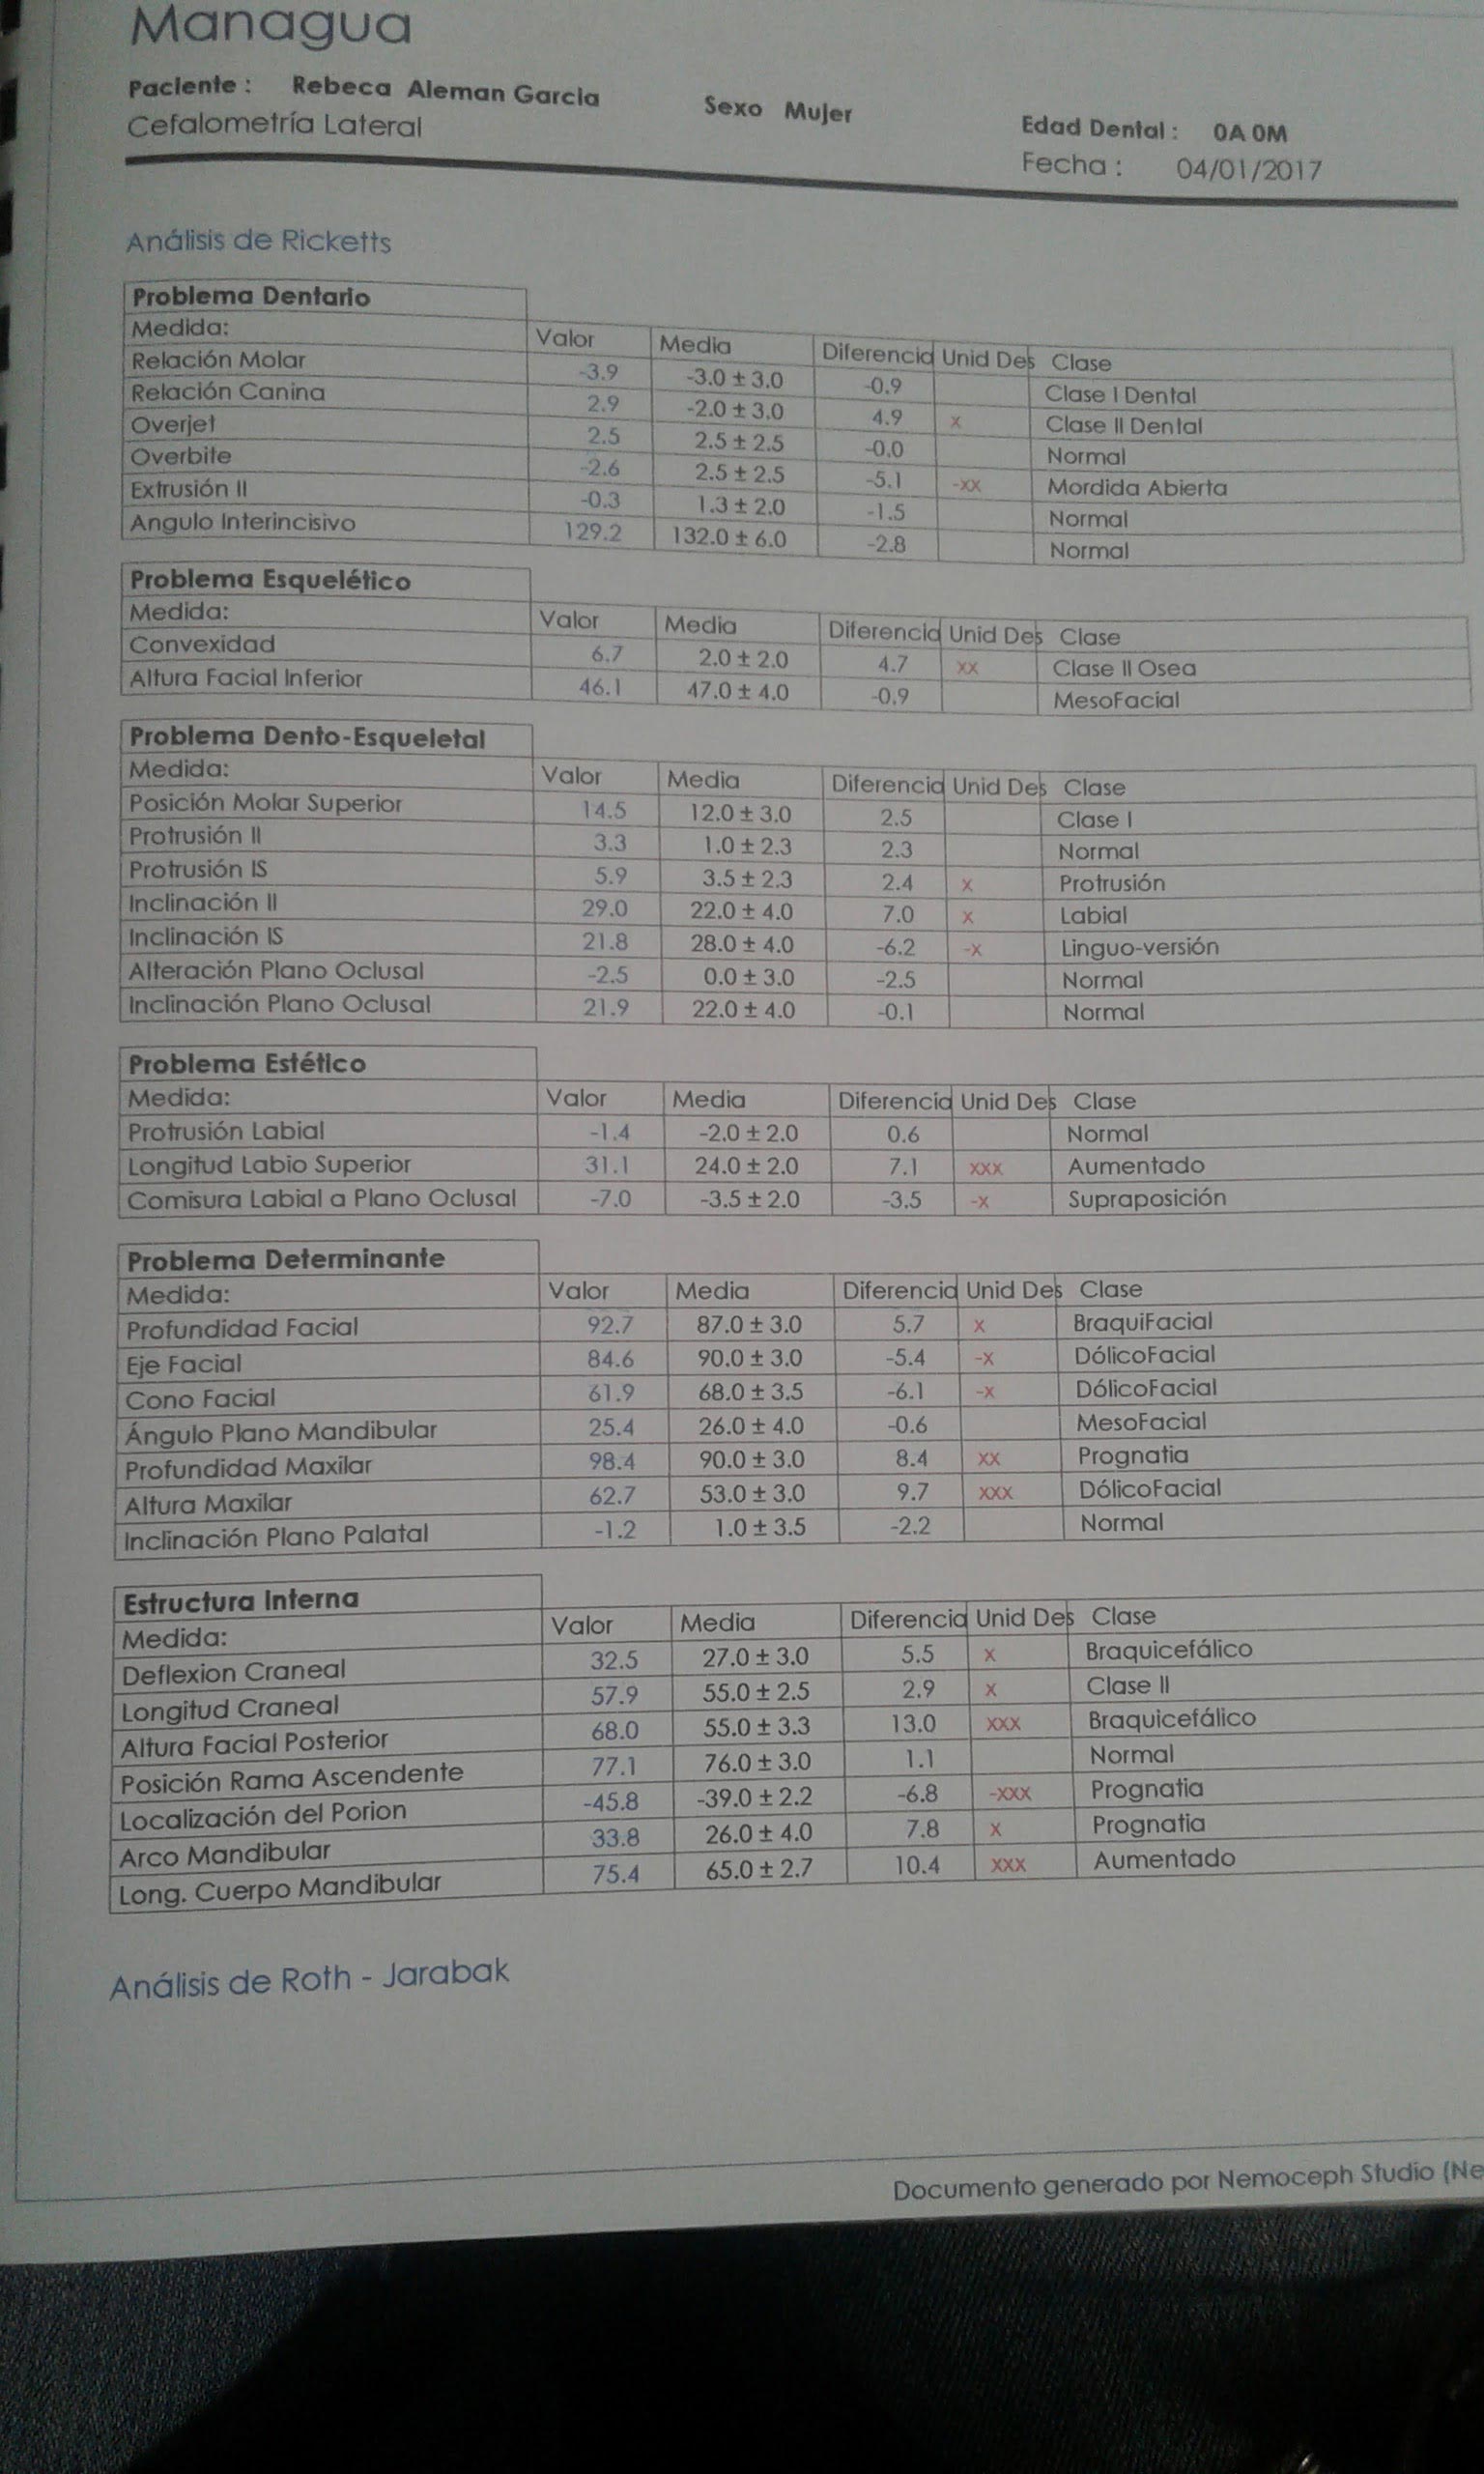 Managua
Paciente : Rebeca Aleman Garcia Sexo Mujer Edad Dental : 0A 0M
Cefalometría Lateral Fecha : 04/01/2017
Análisis de Ricketts
Problema Dentario
Medida: Valor Media Diferencia Unid Des Clase
Relación Molar -3.9 -3.0 ± 3.0 -0.9 Clase I Dental
Relación Canina 2.9 -2.0 ± 3.0 4.9 x Clase II Dental
Overjet 2.5 2.5 ± 2.5 -0.0 Normal
Overbite -2.6 2.5 ± 2.5 -5.1 -xx Mordida Abierta
Extrusión II -0.3 1.3 ± 2.0 -1.5 Normal
Angulo Interincisivo 129.2 132.0 ± 6.0 -2.8 Normal
Problema Esquelético
Medida: Valor Media Diferencia Unid Des Clase
Convexidad 6.7 2.0 ± 2.0 4.7 xx Clase II Osea
Altura Facial Inferior 46.1 47.0 ± 4.0 -0.9 MesoFacial
Problema Dento-Esqueletal
Medida: Valor Media Diferencia Unid Des Clase
Posición Molar Superior 14.5 12.0 ± 3.0 2.5 Clase I
Protrusión II 3.3 1.0 ± 2.3 2.3 Normal
Protrusión IS 5.9 3.5 ± 2.3 2.4 x Protrusión
Inclinación II 29.0 22.0 ± 4.0 7.0 x Labial
Inclinación IS 21.8 28.0 ± 4.0 -6.2 -x Linguo-versión
Alteración Plano Oclusal -2.5 0.0 ± 3.0 -2.5 Normal
Inclinación Plano Oclusal 21.9 22.0 ± 4.0 -0.1 Normal
Problema Estético
Medida: Valor Media Diferencia Unid Des Clase
Protrusión Labial -1.4 -2.0 ± 2.0 0.6 Normal
Longitud Labio Superior 31.1 24.0 ± 2.0 7.1 xxx Aumentado
Comisura Labial a Plano Oclusal -7.0 -3.5 ± 2.0 -3.5 -x Supraposición
Problema Determinante
Medida: Valor Media Diferencia Unid Des Clase
Profundidad Facial 92.7 87.0 ± 3.0 5.7 x BraquiFacial
Eje Facial 84.6 90.0 ± 3.0 -5.4 -x DólicoFacial
Cono Facial 61.9 68.0 ± 3.5 -6.1 -x DólicoFacial
Ángulo Plano Mandibular 25.4 26.0 ± 4.0 -0.6 MesoFacial
Profundidad Maxilar 98.4 90.0 ± 3.0 8.4 xx Prognatia
Altura Maxilar 62.7 53.0 ± 3.0 9.7 xxx DólicoFacial
Inclinación Plano Palatal -1.2 1.0 ± 3.5 -2.2 Normal
Estructura Interna
Medida: Valor Media Diferencia Unid Des Clase
Deflexion Craneal 32.5 27.0 ± 3.0 5.5 x Braquicefálico
Longitud Craneal 57.9 55.0 ± 2.5 2.9 x Clase II
Altura Facial Posterior 68.0 55.0 ± 3.3 13.0 xxx Braquicefálico
Posición Rama Ascendente 77.1 76.0 ± 3.0 1.1 Normal
Localización del Porion -45.8 -39.0 ± 2.2 -6.8 -xxx Prognatia
Arco Mandibular 33.8 26.0 ± 4.0 7.8 x Prognatia
Long. Cuerpo Mandibular 75.4 65.0 ± 2.7 10.4 xxx Aumentado
Análisis de Roth - Jarabak
Documento generado por Nemoceph Studio (Ne